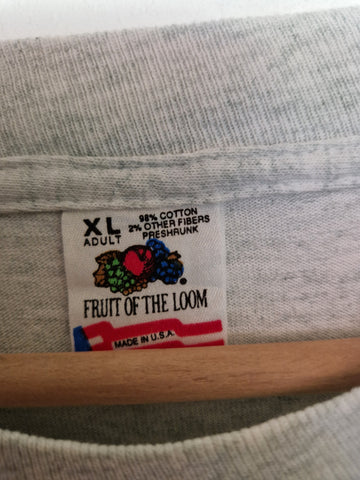 XL
ADULT
98% COTTON
2% OTHER FIBERS
PRESHRUNK
FRUIT OF THE LOOM
®
MADE IN U.S.A.